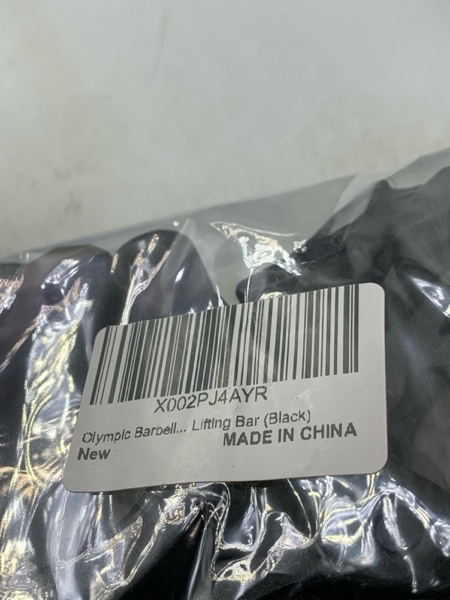 X002PJ4AYR
Olympic Barbell... Lifting Bar (Black)
New MADE IN CHINA